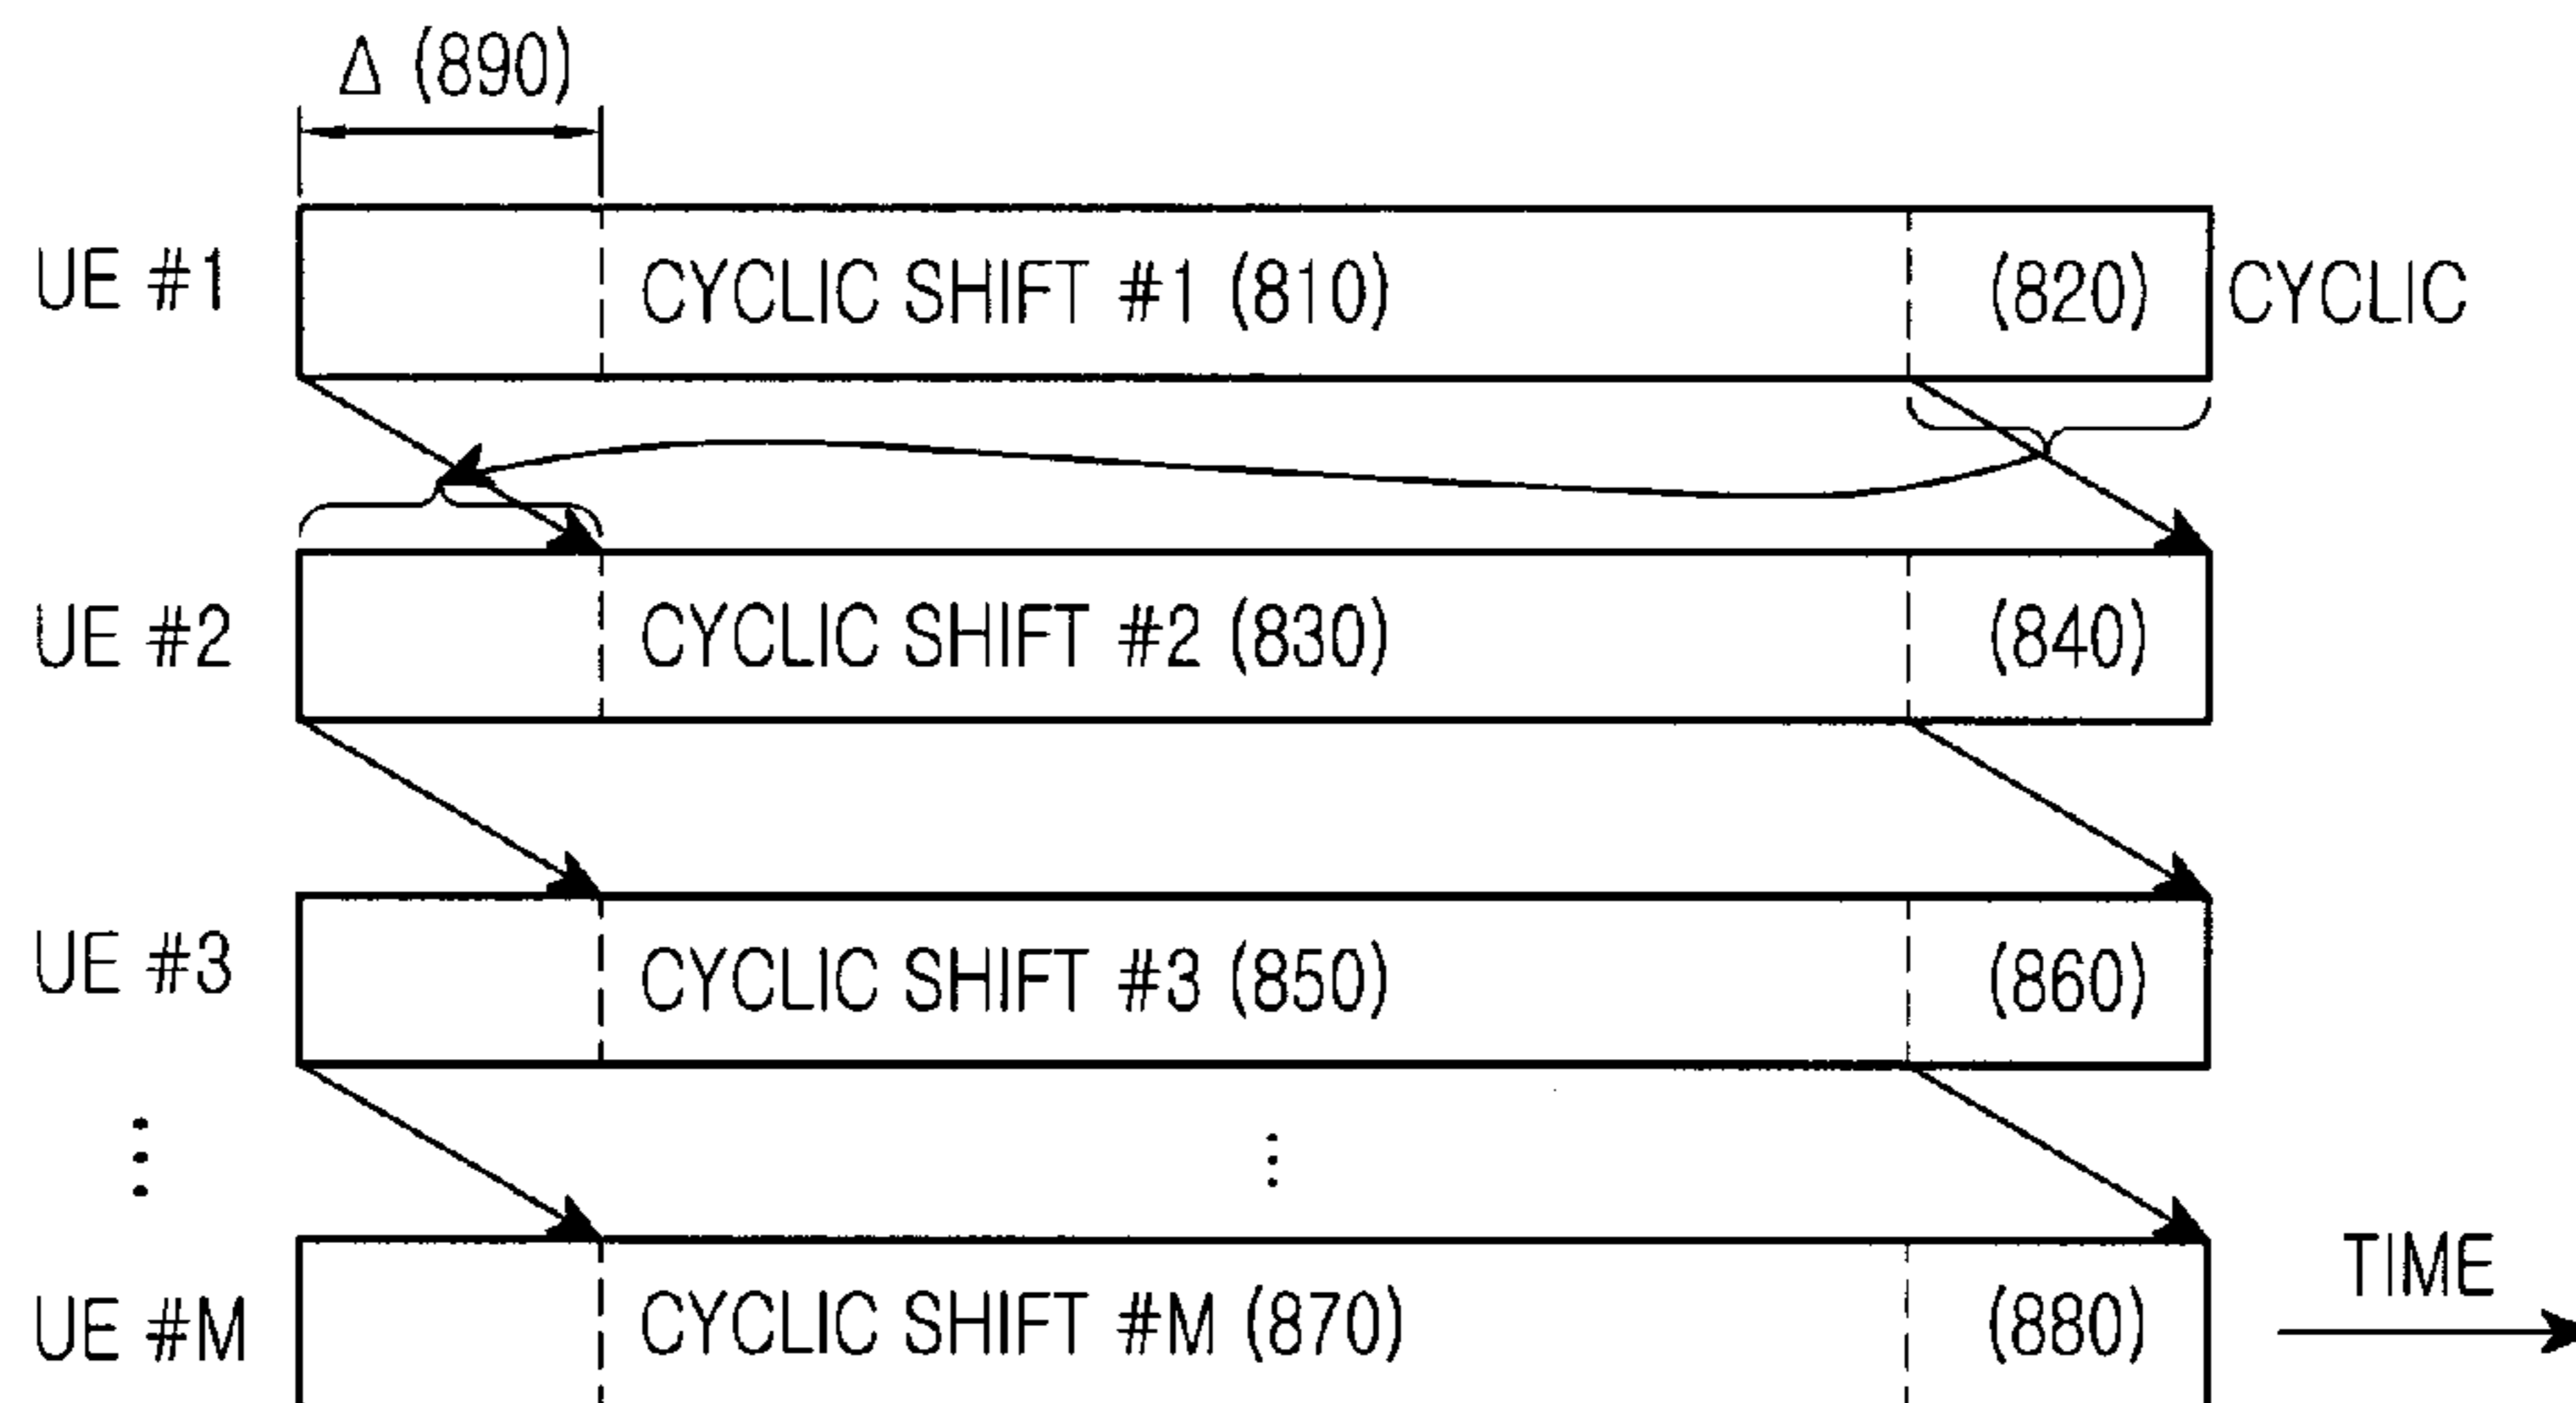 Δ (890)
UE #1 CYCLIC SHIFT #1 (810) (820) CYCLIC
UE #2 CYCLIC SHIFT #2 (830) (840)
UE #3 CYCLIC SHIFT #3 (850) (860)
TIME
UE #M CYCLIC SHIFT #M (870) (880)